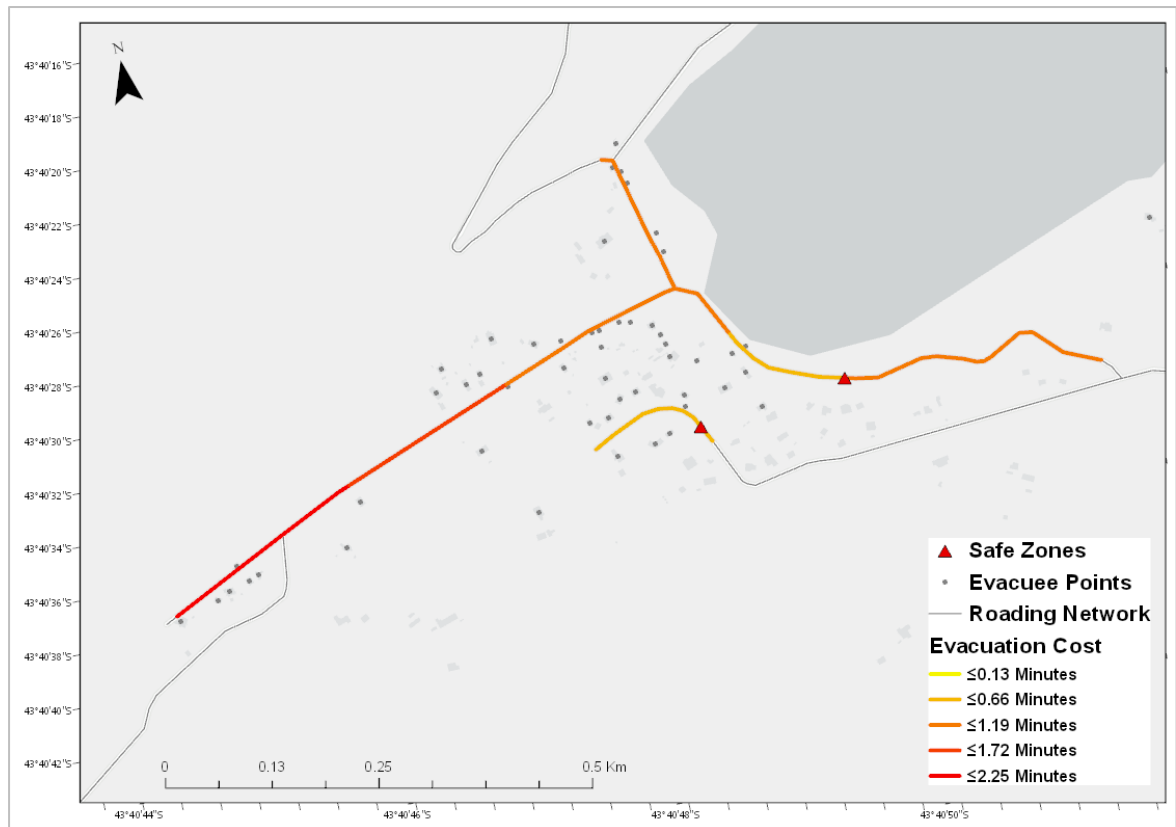 N
43°40'16"S
43°40'18"S
43°40'20"S
43°40'22"S
43°40'24"S
43°40'26"S
43°40'28"S
43°40'30"S
43°40'32"S
43°40'34"S
43°40'36"S
43°40'38"S
43°40'40"S
43°40'42"S
Safe Zones
Evacuee Points
Roading Network
Evacuation Cost
≤0.13 Minutes
≤0.66 Minutes
≤1.19 Minutes
≤1.72 Minutes
≤2.25 Minutes
0 0.13 0.25 0.5 Km
43°40'44"S 43°40'46"S 43°40'48"S 43°40'50"S